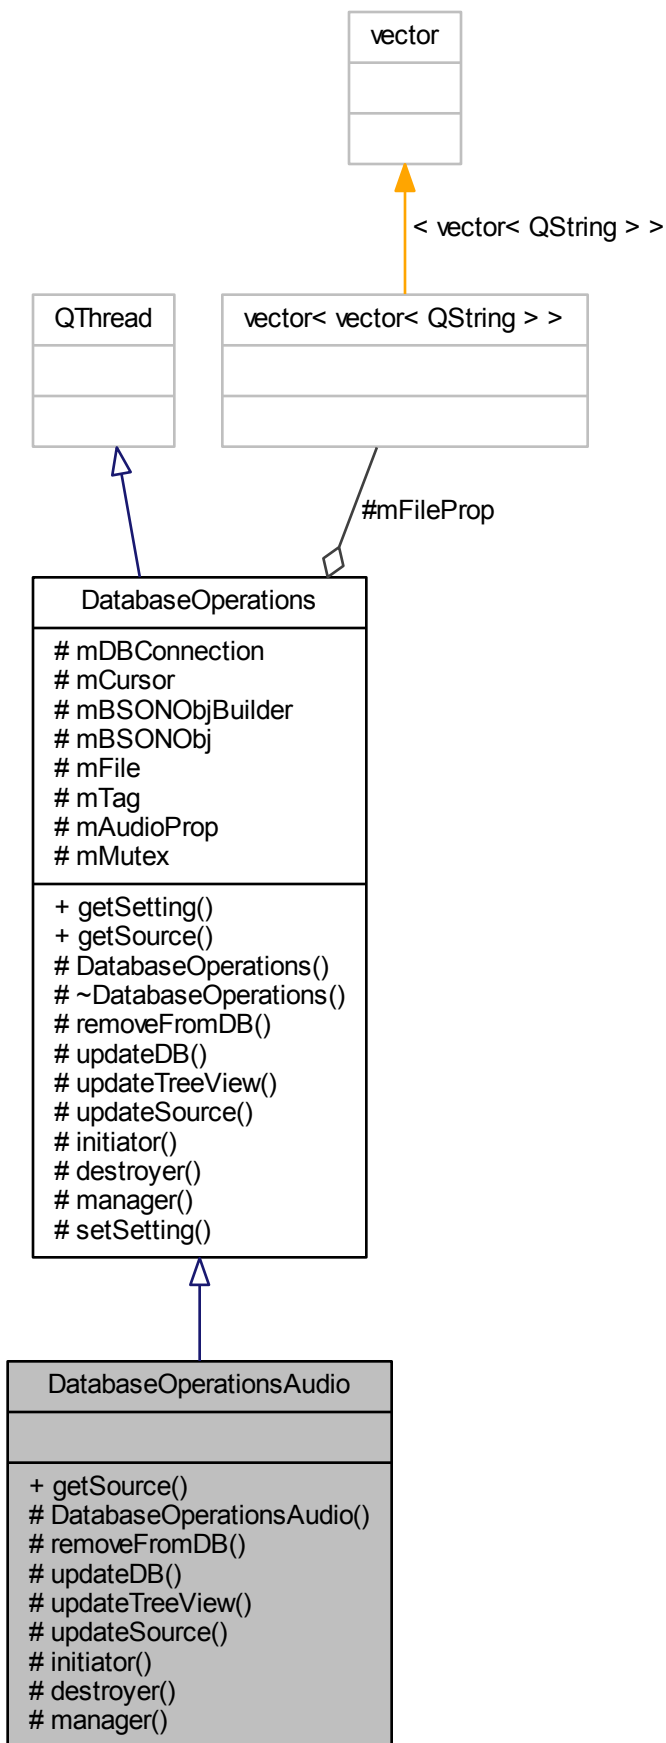 vector
< vector< QString > >
QThread
vector< vector< QString > >
#mFileProp
DatabaseOperations
# mDBConnection
# mCursor
# mBSONObjBuilder
# mBSONObj
# mFile
# mTag
# mAudioProp
# mMutex
+ getSetting()
+ getSource()
# DatabaseOperations()
# ~DatabaseOperations()
# removeFromDB()
# updateDB()
# updateTreeView()
# updateSource()
# initiator()
# destroyer()
# manager()
# setSetting()
DatabaseOperationsAudio
+ getSource()
# DatabaseOperationsAudio()
# removeFromDB()
# updateDB()
# updateTreeView()
# updateSource()
# initiator()
# destroyer()
# manager()